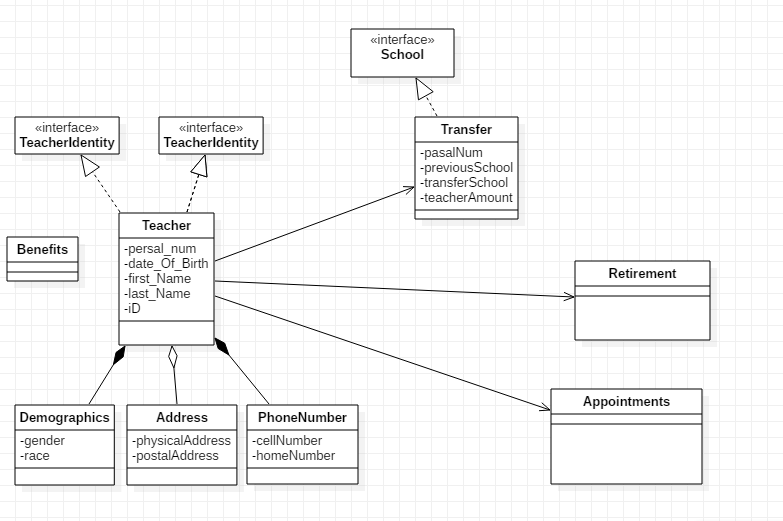 «interface»
School
«interface»
TeacherIdentity
«interface»
TeacherIdentity
Transfer
-pasalNum
-previousSchool
-transferSchool
-teacherAmount
Teacher
-persal_num
-date_Of_Birth
-first_Name
-last_Name
-iD
Benefits
Retirement
Appointments
Demographics
-gender
-race
Address
-physicalAddress
-postalAddress
PhoneNumber
-cellNumber
-homeNumber